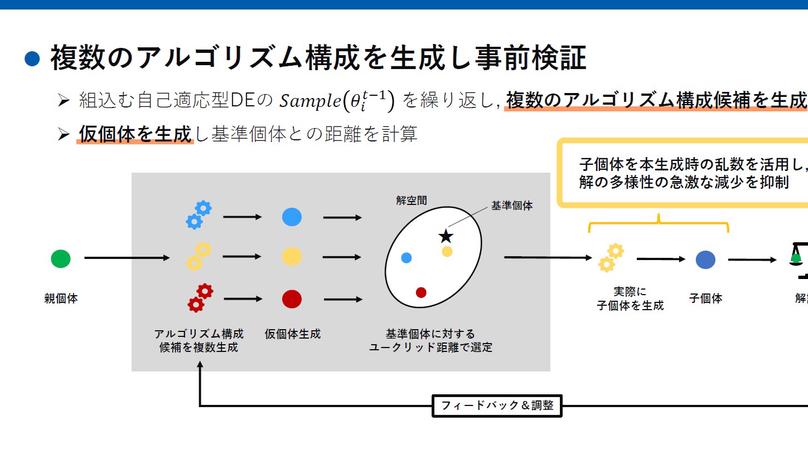 複数のアルゴリズム構成を生成し事前検証
組込む自己適応型DEの Sample(θ_i^{t−1}) を繰り返し, 複数のアルゴリズム構成候補を生成
仮個体を生成し基準個体との距離を計算
子個体を本生成時の乱数を活用し,
解の多様性の急激な減少を抑制
解空間
基準個体
親個体
実際に
子個体を生成
子個体
アルゴリズム構成
候補を複数生成
仮個体生成
基準個体に対する
ユークリッド距離で選定
フィードバック＆調整